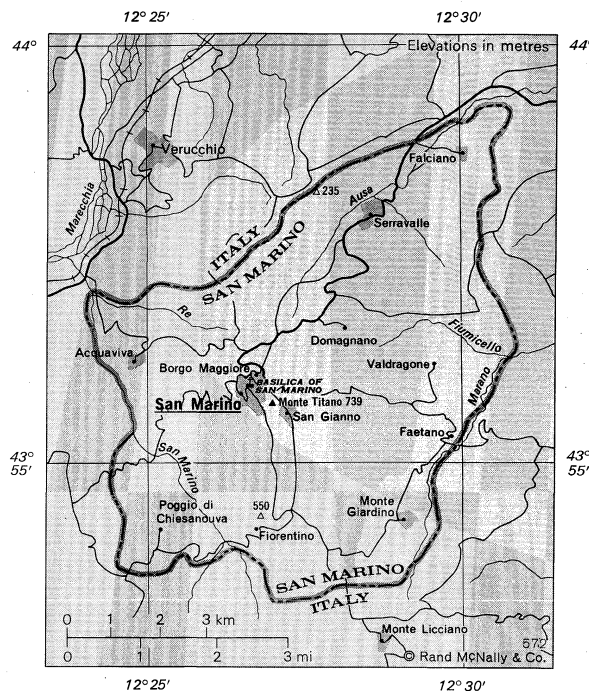 12° 25'
12° 30'
44°
44°
Elevations in metres
Verucchio
Falciano
Marecchia
235
Ausa
Serravalle
ITALY
SAN MARINO
Re
Domagnano
Fiumicello
Acquaviva
Borgo Maggiore
Valdragone
BASILICA OF
SAN MARINO
Marano
San Marino
Monte Titano 739
San Gianno
Faetano
San Marino
43°
55'
43°
55'
Poggio di
Chiesanouva
550
Monte
Giardino
Fiorentino
SAN MARINO
ITALY
0 1 2 3 km
0 1 2 3 mi
Monte Licciano
572
© Rand McNally & Co.
12° 25'
12° 30'